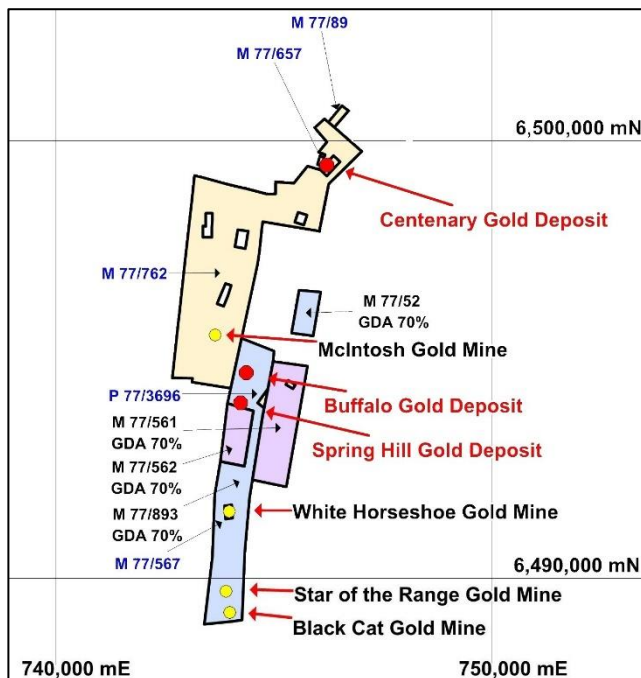 M 77/89
M 77/657
6,500,000 mN
Centenary Gold Deposit
M 77/762
M 77/52
GDA 70%
McIntosh Gold Mine
P 77/3696
Buffalo Gold Deposit
M 77/561
GDA 70%
Spring Hill Gold Deposit
M 77/562
GDA 70%
M 77/893
GDA 70%
White Horseshoe Gold Mine
M 77/567
6,490,000 mN
Star of the Range Gold Mine
Black Cat Gold Mine
740,000 mE
750,000 mE